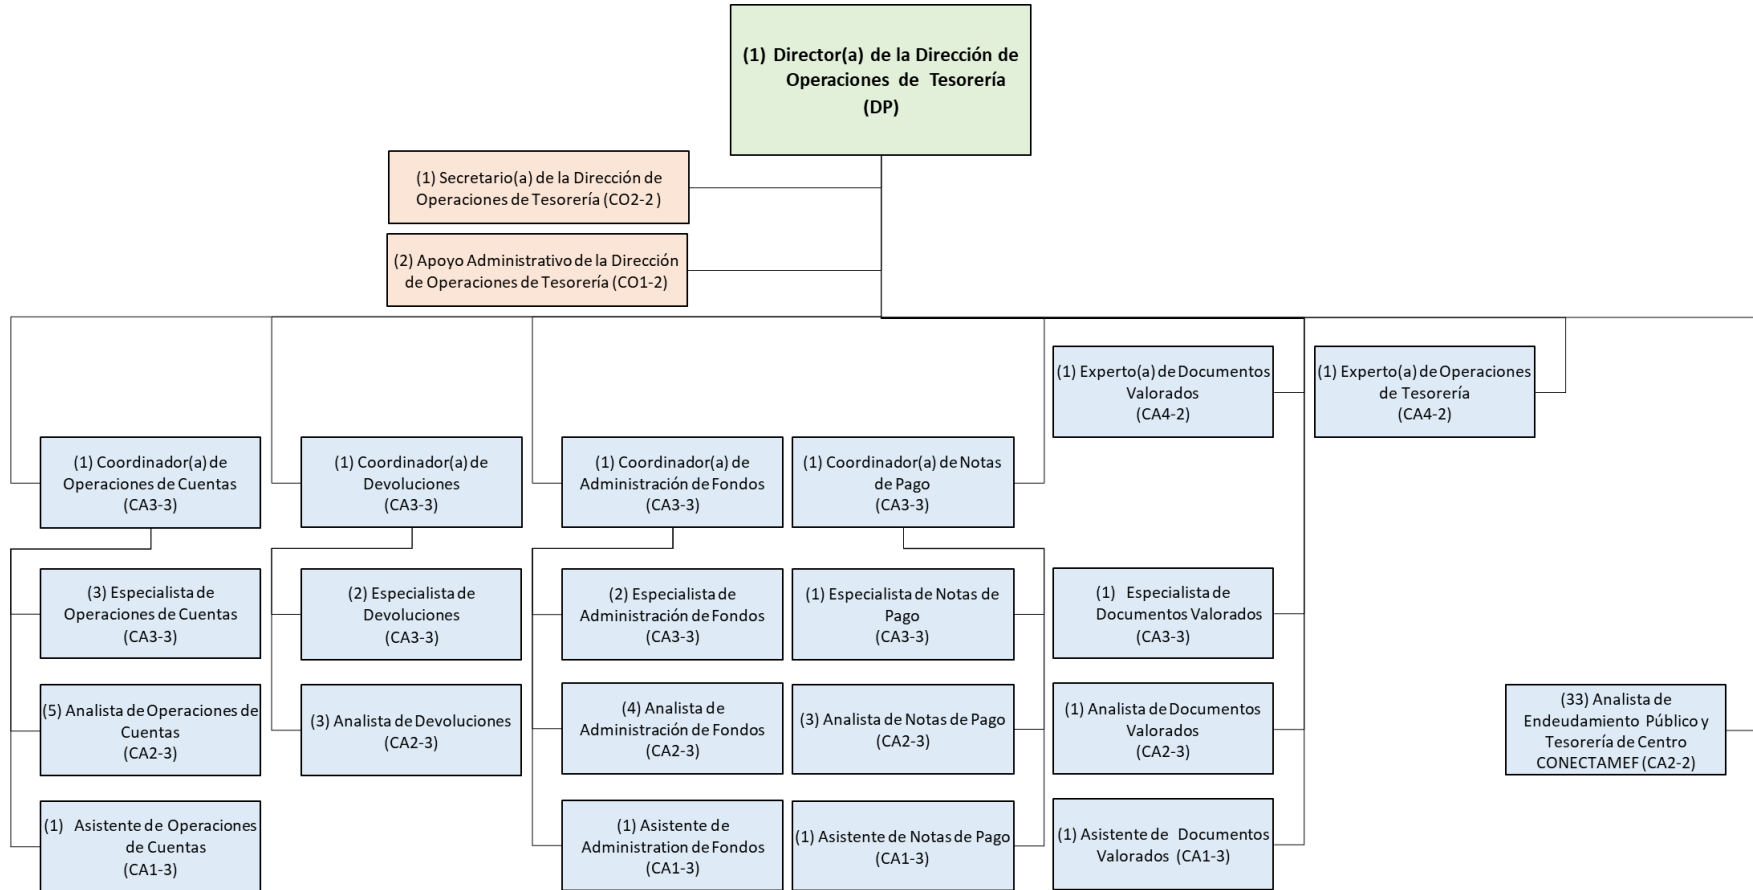 (1) Director(a) de la Dirección de
Operaciones de Tesorería
(DP)
(1) Secretario(a) de la Dirección de
Operaciones de Tesorería (CO2-2 )
(2) Apoyo Administrativo de la Dirección
de Operaciones de Tesorería (CO1-2)
(1) Experto(a) de Documentos
Valorados
(CA4-2)
(1) Experto(a) de Operaciones
de Tesorería
(CA4-2)
(1) Coordinador(a) de
Operaciones de Cuentas
(CA3-3)
(1) Coordinador(a) de
Devoluciones
(CA3-3)
(1) Coordinador(a) de
Administración de Fondos
(CA3-3)
(1) Coordinador(a) de Notas
de Pago
(CA3-3)
(3) Especialista de
Operaciones de Cuentas
(CA3-3)
(2) Especialista de
Devoluciones
(CA3-3)
(2) Especialista de
Administración de Fondos
(CA3-3)
(1) Especialista de Notas de
Pago
(CA3-3)
(1) Especialista de
Documentos Valorados
(CA3-3)
(5) Analista de Operaciones de
Cuentas
(CA2-3)
(3) Analista de Devoluciones
(CA2-3)
(4) Analista de
Administración de Fondos
(CA2-3)
(3) Analista de Notas de Pago
(CA2-3)
(1) Analista de Documentos
Valorados
(CA2-3)
(33) Analista de
Endeudamiento Público y
Tesorería de Centro
CONECTAMEF (CA2-2)
(1) Asistente de Operaciones
de Cuentas
(CA1-3)
(1) Asistente de
Administration de Fondos
(CA1-3)
(1) Asistente de Notas de Pago
(CA1-3)
(1) Asistente de Documentos
Valorados (CA1-3)